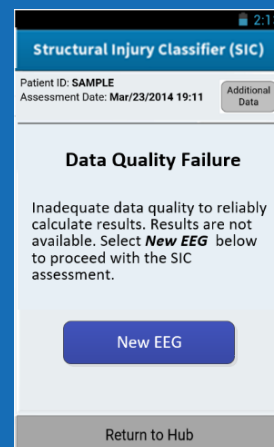 2:1
Structural Injury Classifier (SIC)
Patient ID: SAMPLE
Assessment Date: Mar/23/2014 19:11
Additional
Data
Data Quality Failure
Inadequate data quality to reliably
calculate results. Results are not
available. Select New EEG below
to proceed with the SIC
assessment.
New EEG
Return to Hub